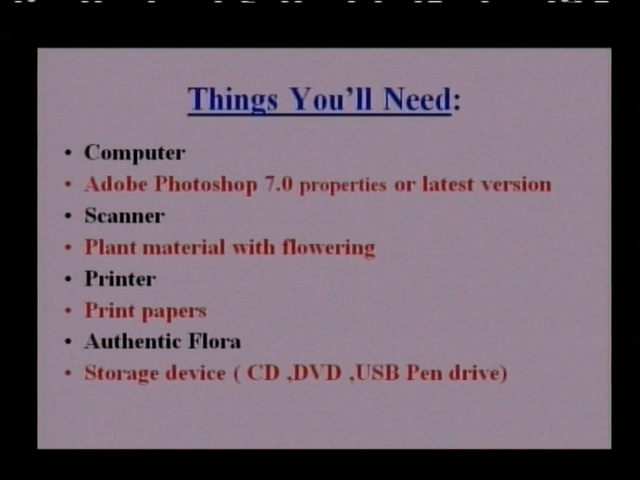 Things You'll Need:
• Computer
• Adobe Photoshop 7.0 properties or latest version
• Scanner
• Plant material with flowering
• Printer
• Print papers
• Authentic Flora
• Storage device ( CD ,DVD ,USB Pen drive)